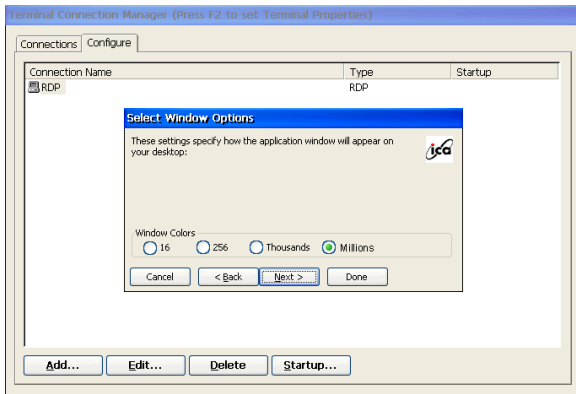 Terminal Connection Manager (Press F2 to set Terminal Properties)
Connections Configure
Connection Name Type Startup
RDP RDP
Select Window Options
These settings specify how the application window will appear on
your desktop:
ica
Window Colors
16 256 Thousands Millions
Cancel < Back Next > Done
Add... Edit... Delete Startup...